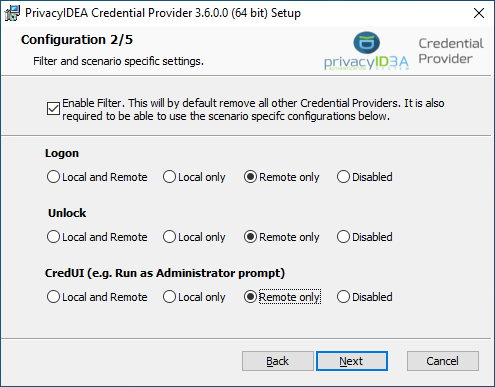 PrivacyIDEA Credential Provider 3.6.0.0 (64 bit) Setup
Configuration 2/5
Filter and scenario specific settings.
privacyID3A
AUTHENTICATION SYSTEM
Credential
Provider
Enable Filter. This will by default remove all other Credential Providers. It is also
required to be able to use the scenario specifc configurations below.
Logon
Local and Remote Local only Remote only Disabled
Unlock
Local and Remote Local only Remote only Disabled
CredUI (e.g. Run as Administrator prompt)
Local and Remote Local only Remote only Disabled
Back Next Cancel